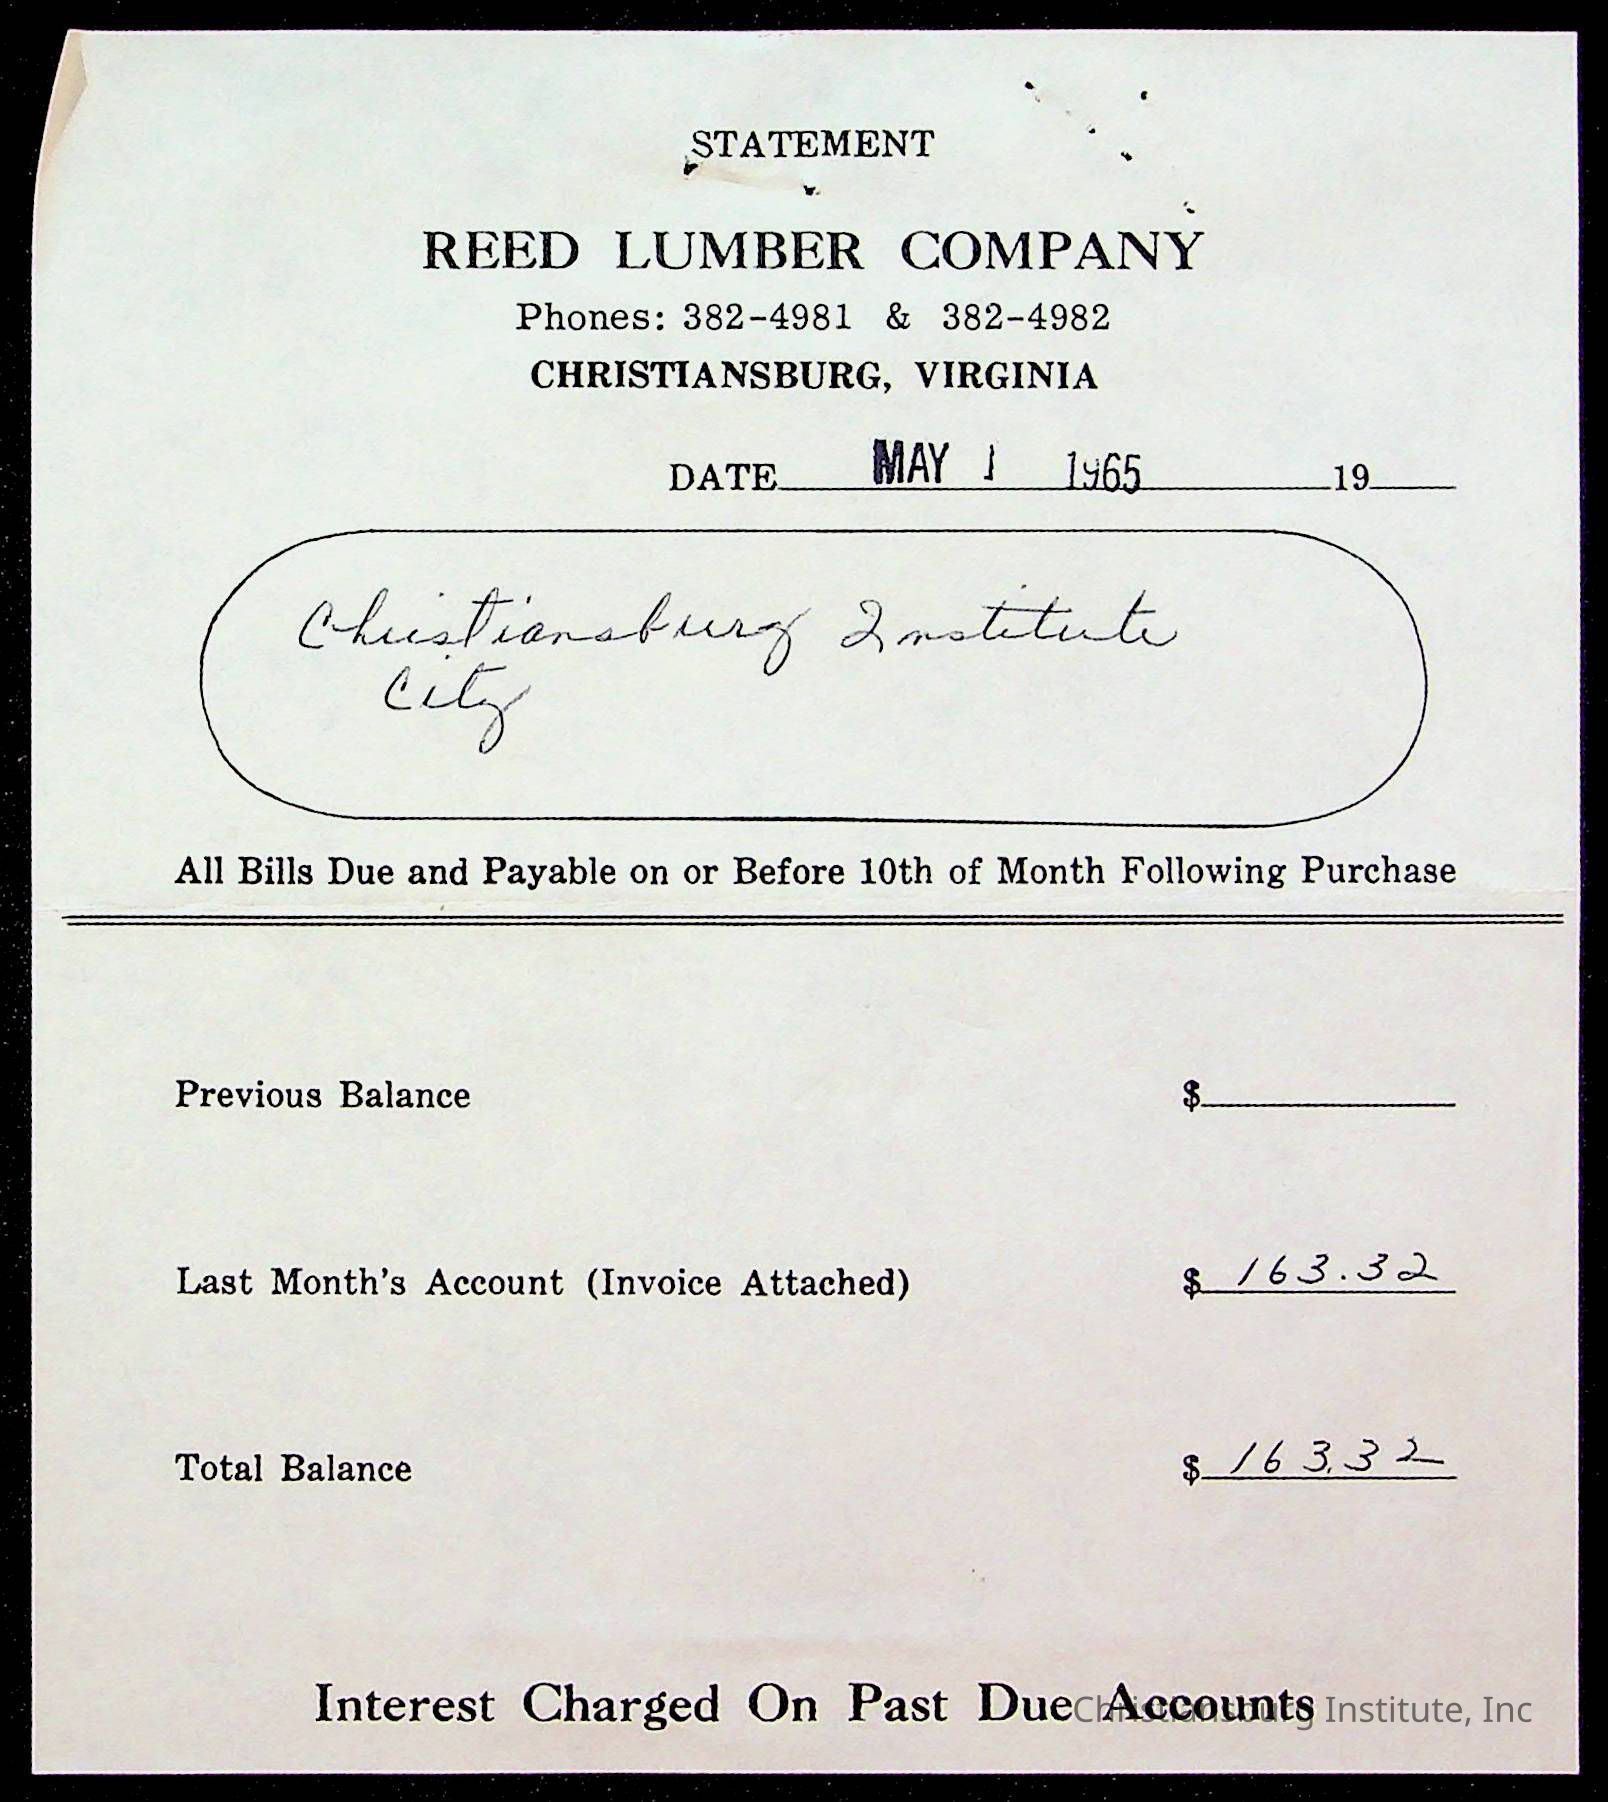 STATEMENT
REED LUMBER COMPANY
Phones: 382-4981 & 382-4982
CHRISTIANSBURG, VIRGINIA
DATE MAY 1 1965 19
Christiansburg Institute
City
All Bills Due and Payable on or Before 10th of Month Following Purchase
Previous Balance $
Last Month's Account (Invoice Attached) $ 163.32
Total Balance $ 163.32
Interest Charged On Past Due Accounts
Christiansburg Institute, Inc